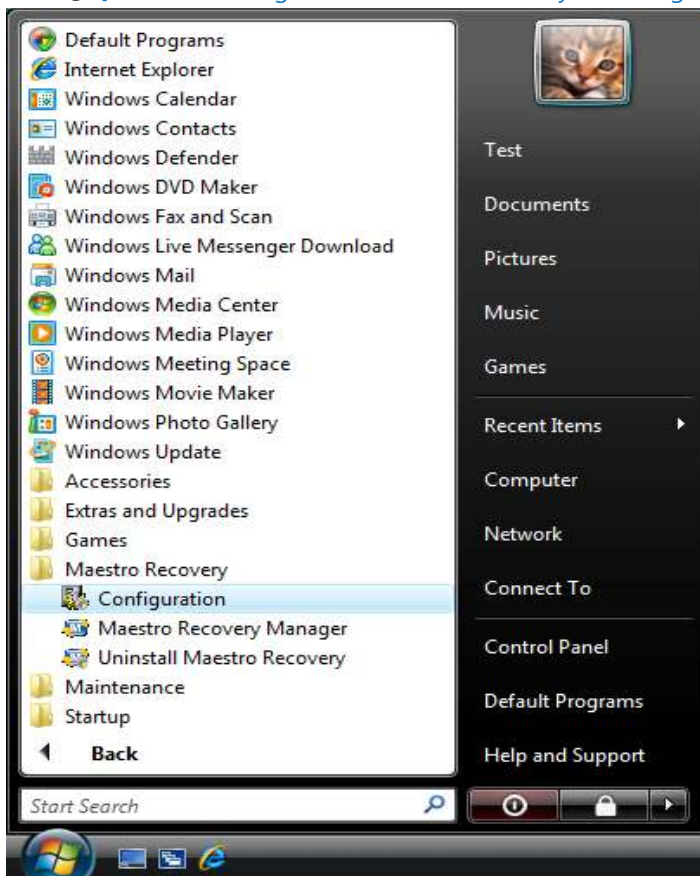 Default Programs
Internet Explorer
Windows Calendar
Windows Contacts
Windows Defender
Windows DVD Maker
Windows Fax and Scan
Windows Live Messenger Download
Windows Mail
Windows Media Center
Windows Media Player
Windows Meeting Space
Windows Movie Maker
Windows Photo Gallery
Windows Update
Accessories
Extras and Upgrades
Games
Maestro Recovery
Configuration
Maestro Recovery Manager
Uninstall Maestro Recovery
Maintenance
Startup
Back
Start Search
Test
Documents
Pictures
Music
Games
Recent Items
Computer
Network
Connect To
Control Panel
Default Programs
Help and Support